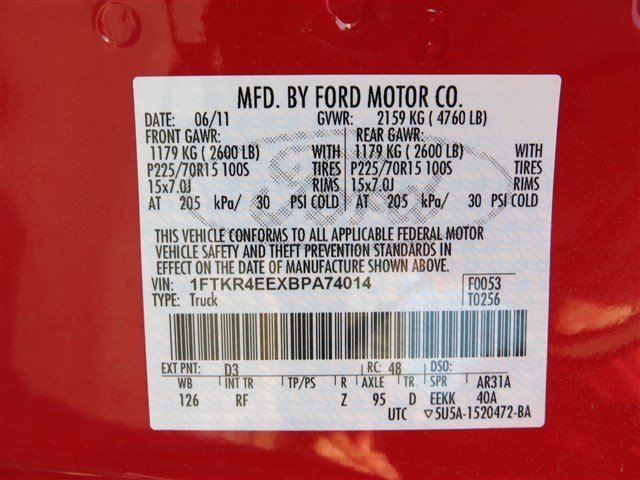 MFD. BY FORD MOTOR CO.
DATE: 06/11 GVWR: 2159 KG ( 4760 LB)
FRONT GAWR: REAR GAWR:
1179 KG ( 2600 LB) WITH 1179 KG ( 2600 LB) WITH
P225/70R15 100S TIRES P225/70R15 100S TIRES
15x7.0J RIMS 15x7.0J RIMS
AT 205 kPa/ 30 PSI COLD AT 205 kPa/ 30 PSI COLD
Ford
THIS VEHICLE CONFORMS TO ALL APPLICABLE FEDERAL MOTOR
VEHICLE SAFETY AND THEFT PREVENTION STANDARDS IN
EFFECT ON THE DATE OF MANUFACTURE SHOWN ABOVE.
VIN: 1FTKR4EEXBPA74014 F0053
TYPE: Truck T0256
EXT PNT: D3 RC: 48 DSO:
WB INT TR TP/PS R AXLE TR SPR AR31A
126 RF Z 95 D EEKK 40A
UTC ▽5U5A-1520472-BA